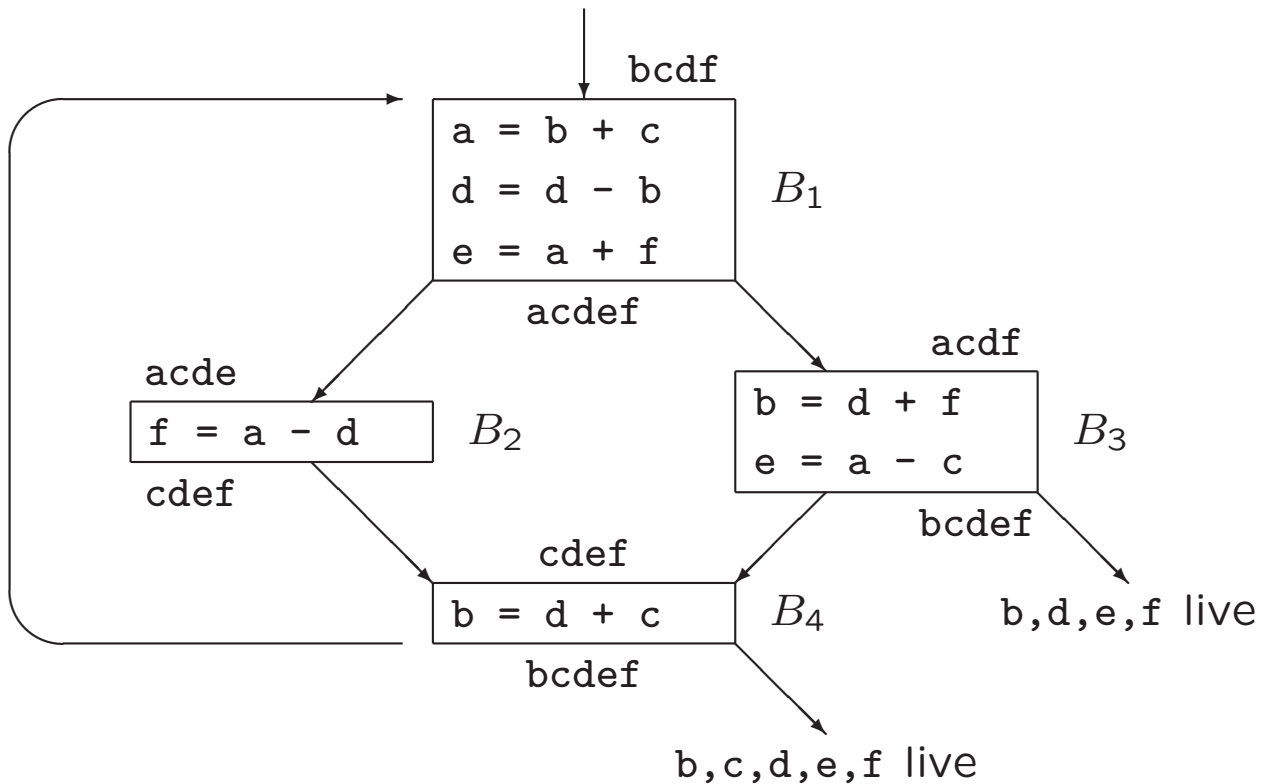 bcdf
a = b + c
d = d - b
e = a + f
B1
acdef
acde
f = a - d
B2
cdef
acdf
b = d + f
e = a - c
B3
bcdef
b,d,e,f live
cdef
b = d + c
B4
bcdef
b,c,d,e,f live